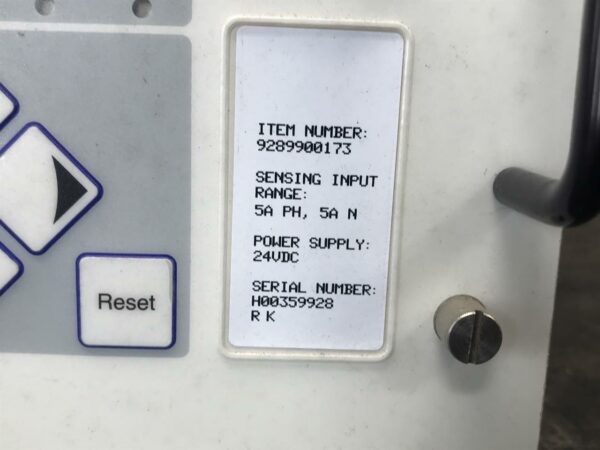 ITEM NUMBER:
9289900173
SENSING INPUT
RANGE:
5A PH, 5A N
POWER SUPPLY:
24VDC
SERIAL NUMBER:
H00359928
R K
Reset